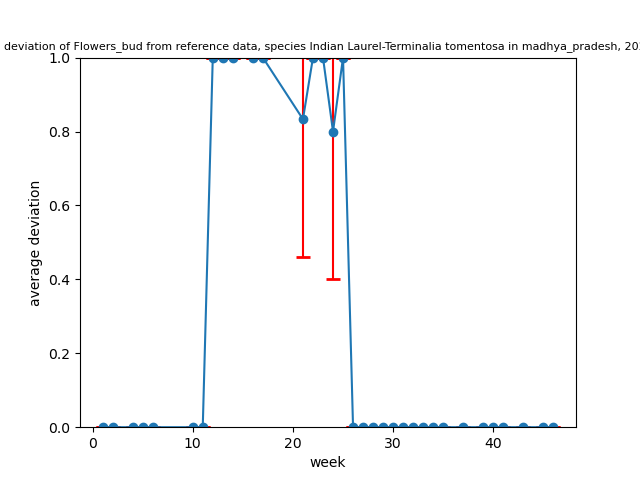 deviation of Flowers_bud from reference data, species Indian Laurel-Terminalia tomentosa in madhya_pradesh,
1.0
0.8
0.6
0.4
0.2
0.0
average deviation
0 10 20 30 40
week